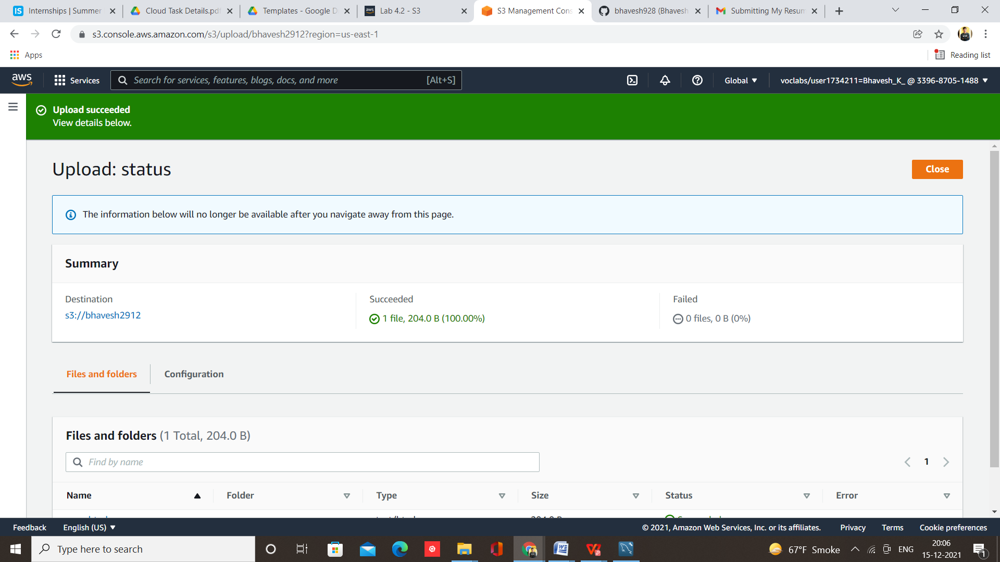 Internships | Summer
Cloud Task Details.pdf
Templates - Google D
Lab 4.2 - S3
S3 Management Cons
bhavesh928 (Bhavesh
Submitting My Resum
s3.console.aws.amazon.com/s3/upload/bhavesh2912?region=us-east-1
Apps
Reading list
aws
Services
Search for services, features, blogs, docs, and more
[Alt+S]
Global
voclabs/user1734211=Bhavesh_K_ @ 3396-8705-1488
Upload succeeded
View details below.
Upload: status
Close
The information below will no longer be available after you navigate away from this page.
Summary
Destination
s3://bhavesh2912
Succeeded
1 file, 204.0 B (100.00%)
Failed
0 files, 0 B (0%)
Files and folders
Configuration
Files and folders (1 Total, 204.0 B)
Find by name
1
Name
Folder
Type
Size
Status
Error
Feedback
English (US)
© 2021, Amazon Web Services, Inc. or its affiliates.
Privacy
Terms
Cookie preferences
Type here to search
67°F Smoke
ENG
20:06
15-12-2021
1